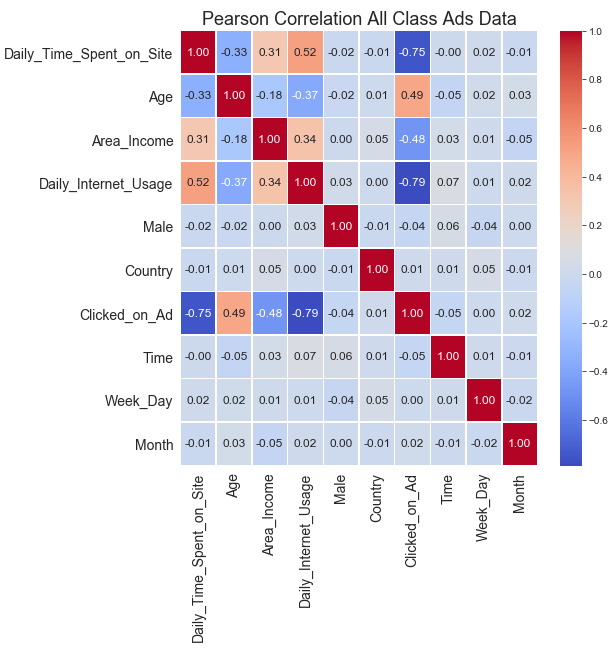 Pearson Correlation All Class Ads Data
Daily_Time_Spent_on_Site 1.00 -0.33 0.31 0.52 -0.02 -0.01 -0.75 -0.00 0.02 -0.01
Age -0.33 1.00 -0.18 -0.37 -0.02 0.01 0.49 -0.05 0.02 0.03
Area_Income 0.31 -0.18 1.00 0.34 0.00 0.05 -0.48 0.03 0.01 -0.05
Daily_Internet_Usage 0.52 -0.37 0.34 1.00 0.03 0.00 -0.79 0.07 0.01 0.02
Male -0.02 -0.02 0.00 0.03 1.00 -0.01 -0.04 0.06 -0.04 0.00
Country -0.01 0.01 0.05 0.00 -0.01 1.00 0.01 0.01 0.05 -0.01
Clicked_on_Ad -0.75 0.49 -0.48 -0.79 -0.04 0.01 1.00 -0.05 0.00 0.02
Time -0.00 -0.05 0.03 0.07 0.06 0.01 -0.05 1.00 0.01 -0.01
Week_Day 0.02 0.02 0.01 0.01 -0.04 0.05 0.00 0.01 1.00 -0.02
Month -0.01 0.03 -0.05 0.02 0.00 -0.01 0.02 -0.01 -0.02 1.00
Daily_Time_Spent_on_Site
Age
Area_Income
Daily_Internet_Usage
Male
Country
Clicked_on_Ad
Time
Week_Day
Month
1.0
0.8
0.6
0.4
0.2
0.0
−0.2
−0.4
−0.6